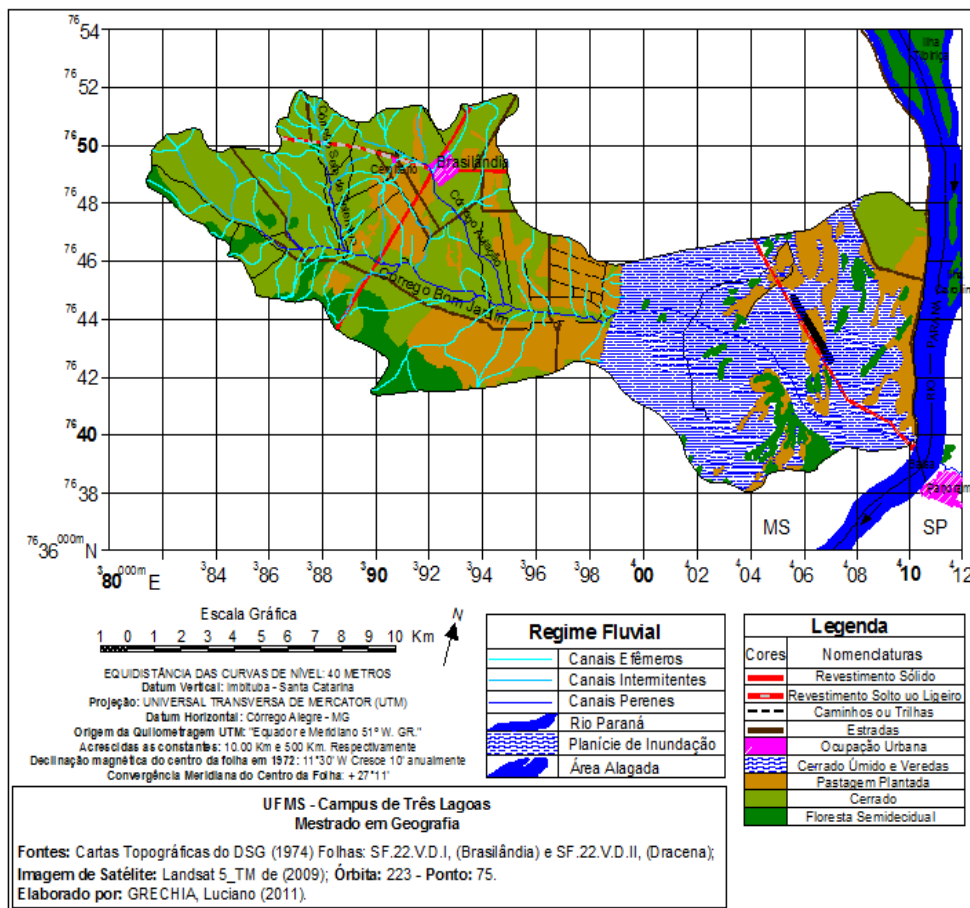 76 54
76 52
76 50
76 48
76 46
76 44
76 42
76 40
76 38
76 36 000m N
3 80 000m E
3 84
3 86
3 88
3 90
3 92
3 94
3 96
3 98
4 00
4 02
4 04
4 06
4 08
4 10
4 12
Brasilândia
Córrego Aviação
Córrego Bom Jardim
RIO PARANÁ
MS
SP
Escala Gráfica
1 0 1 2 3 4 5 6 7 8 9 10 Km
N
EQUIDISTÂNCIA DAS CURVAS DE NÍVEL: 40 METROS
Datum Vertical: Imbituba - Santa Catarina
Projeção: UNIVERSAL TRANSVERSA DE MERCATOR (UTM)
Datum Horizontal: Córrego Alegre - MG
Origem da Quilometragem UTM: "Equador e Meridiano 51º W. GR."
Acrescidas as constantes: 10.00 Km e 500 Km. Respectivamente
Declinação magnética do centro da folha em 1972: 11°30' W Cresce 10' anualmente
Convergência Meridiana do Centro da Folha: + 27°11'
Regime Fluvial
Canais Efêmeros
Canais Intermitentes
Canais Perenes
Rio Paraná
Planície de Inundação
Área Alagada
Legenda
Cores Nomenclaturas
Revestimento Sólido
Revestimento Solto uo Ligeiro
Caminhos ou Trilhas
Estradas
Ocupação Urbana
Cerrado Úmido e Veredas
Pastagem Plantada
Cerrado
Floresta Semidecidual
UFMS - Campus de Três Lagoas
Mestrado em Geografia
Fontes: Cartas Topográficas do DSG (1974) Folhas: SF.22.V.D.I, (Brasilândia) e SF.22.V.D.II, (Dracena);
Imagem de Satélite: Landsat 5_TM de (2009); Órbita: 223 - Ponto: 75.
Elaborado por: GRECHIA, Luciano (2011).